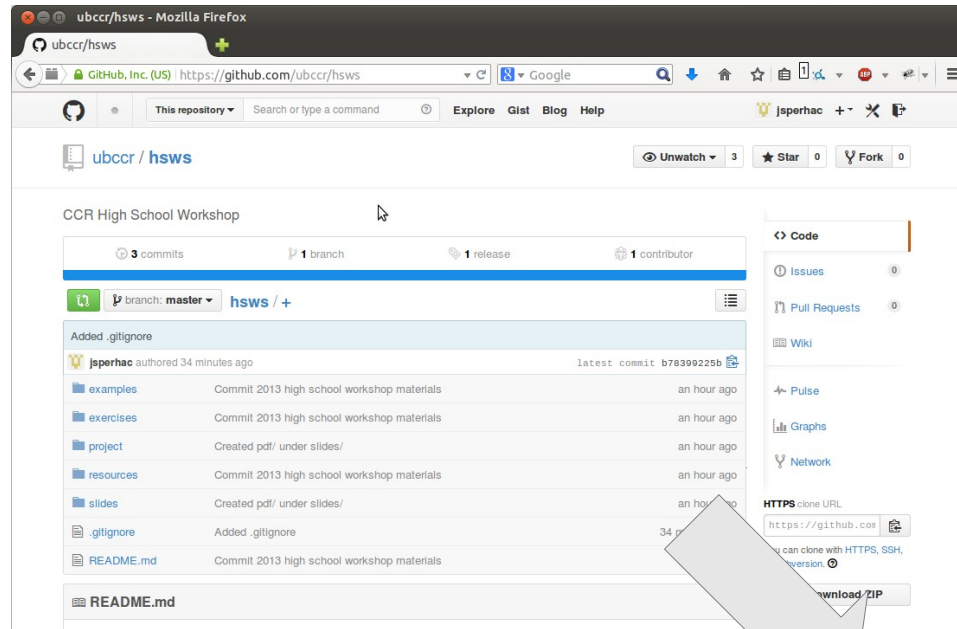 ubccr/hsws - Mozilla Firefox
ubccr/hsws
GitHub, Inc. (US) https://github.com/ubccr/hsws
8 Google
1
ABP
This repository Search or type a command Explore Gist Blog Help jsperhac +
ubccr / hsws Unwatch 3 Star 0 Fork 0
CCR High School Workshop
3 commits 1 branch 1 release 1 contributor
branch: master hsws / +
Added .gitignore
jsperhac authored 34 minutes ago latest commit b78399225b
examples Commit 2013 high school workshop materials an hour ago
exercises Commit 2013 high school workshop materials an hour ago
project Created pdf/ under slides/ an hour ago
resources Commit 2013 high school workshop materials an hour ago
slides Created pdf/ under slides/ an ho ago
.gitignore Added .gitignore 34 m
README.md Commit 2013 high school workshop materials
README.md
<> Code
Issues 0
Pull Requests 0
Wiki
Pulse
Graphs
Network
HTTPS clone URL
https://github.com
can clone with HTTPS, SSH,
ZIP